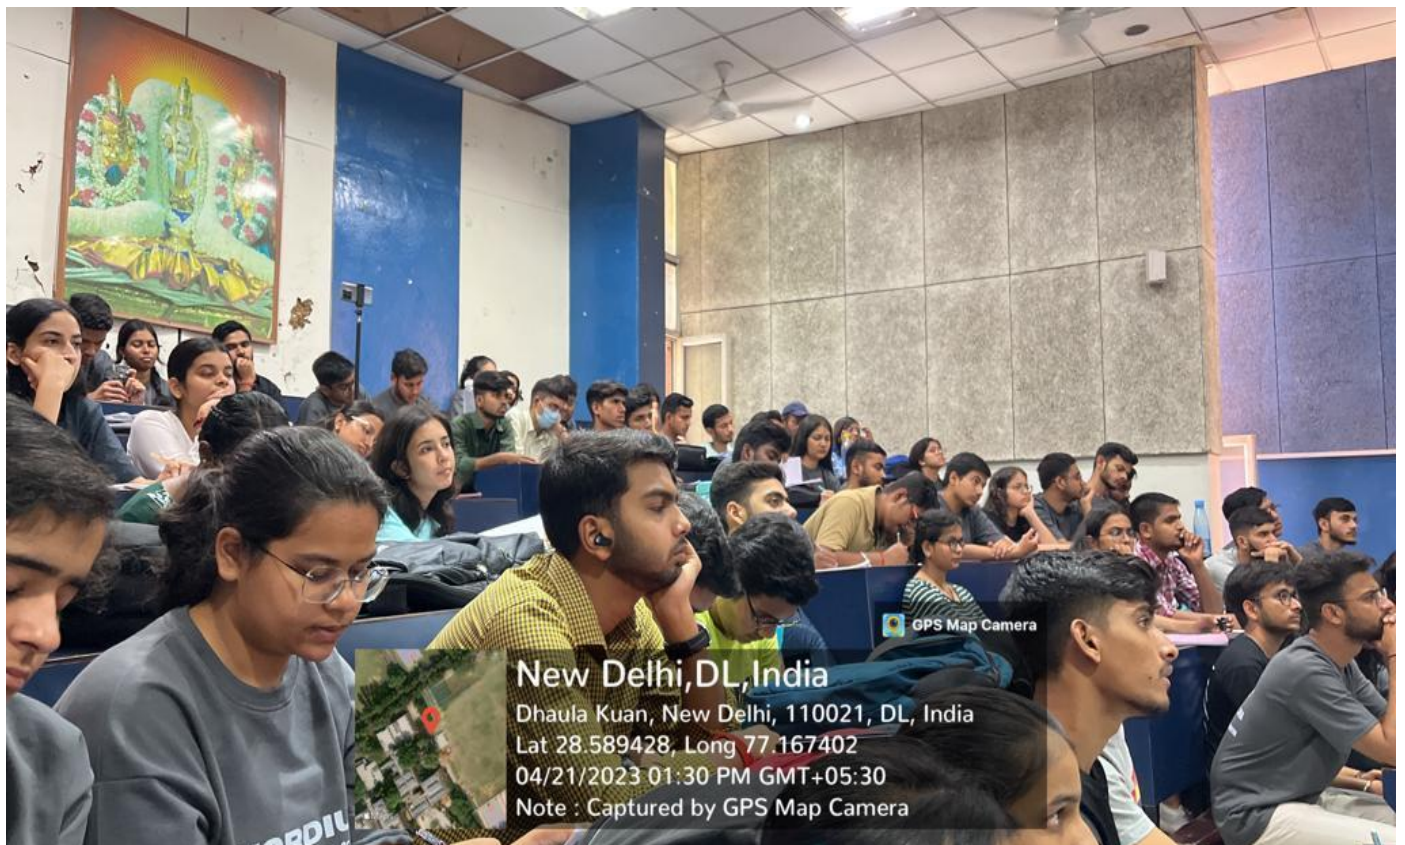 GPS Map Camera
New Delhi,DL,India
Dhaula Kuan, New Delhi, 110021, DL, India
Lat 28.589428, Long 77.167402
04/21/2023 01:30 PM GMT+05:30
Note : Captured by GPS Map Camera